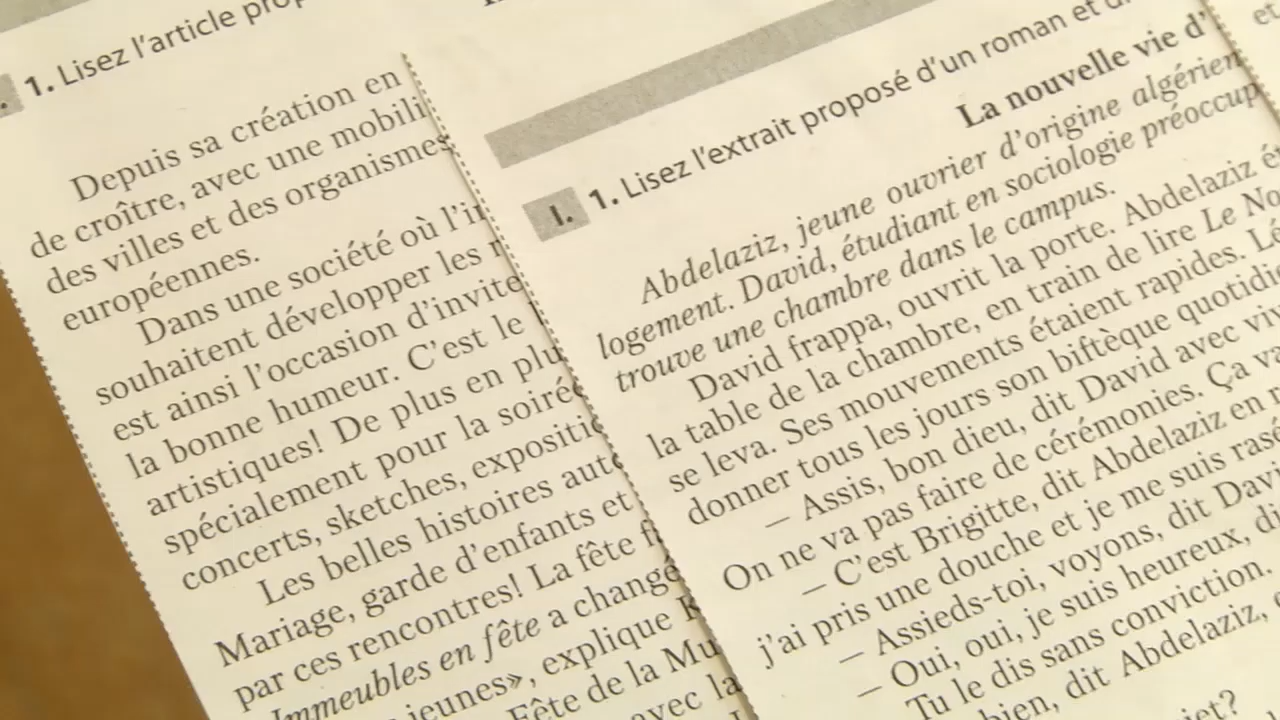 1. Lisez l'article
Depuis sa création en
de croître, avec une mobili
des villes et des organismes
européennes.
Dans une société où l'in
souhaitent développer les
est ainsi l'occasion d'invite
la bonne humeur. C'est le
artistiques! De plus en plu
spécialement pour la soirée
concerts, sketches, expositio
Les belles histoires auto
Mariage, garde d'enfants et
par ces rencontres! La fête
Immeubles en fête a changé
jeunes», explique
Fête de la Mu
avec la
I. 1. Lisez l'extrait proposé d'un roman et
La nouvelle vie d'
Abdelaziz, jeune ouvrier d'origine algérien
logement. David, étudiant en sociologie préoccup
trouve une chambre dans le campus.
David frappa, ouvrit la porte. Abdelaziz ét
la table de la chambre, en train de lire Le No
se leva. Ses mouvements étaient rapides. Lé
donner tous les jours son biftèque quotidi
– Assis, bon dieu, dit David avec viv
On ne va pas faire de cérémonies. Ça va
– C'est Brigitte, dit Abdelaziz en
j'ai pris une douche et je me suis rasé
– Assieds-toi, voyons, dit Davi
– Oui, oui, je suis heureux, di
Tu le dis sans conviction.
bien, dit Abdelaziz,